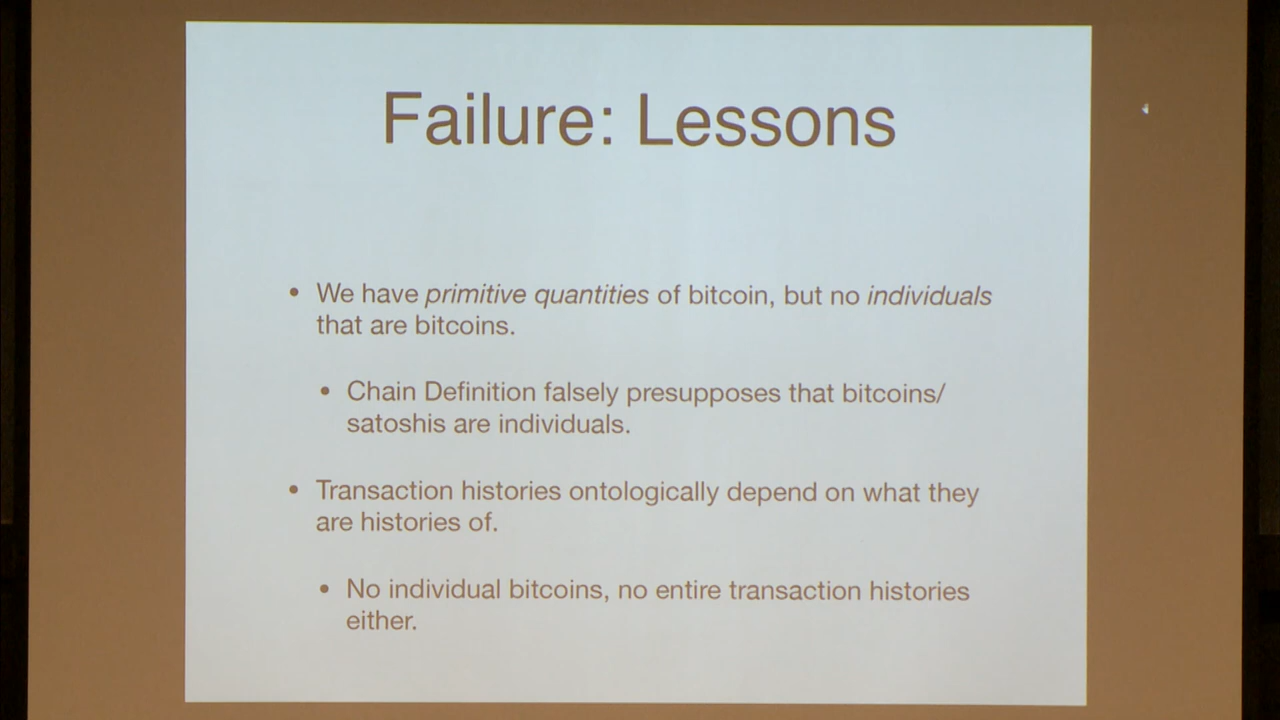 Failure: Lessons
• We have primitive quantities of bitcoin, but no individuals
that are bitcoins.
• Chain Definition falsely presupposes that bitcoins/
satoshis are individuals.
• Transaction histories ontologically depend on what they
are histories of.
• No individual bitcoins, no entire transaction histories
either.